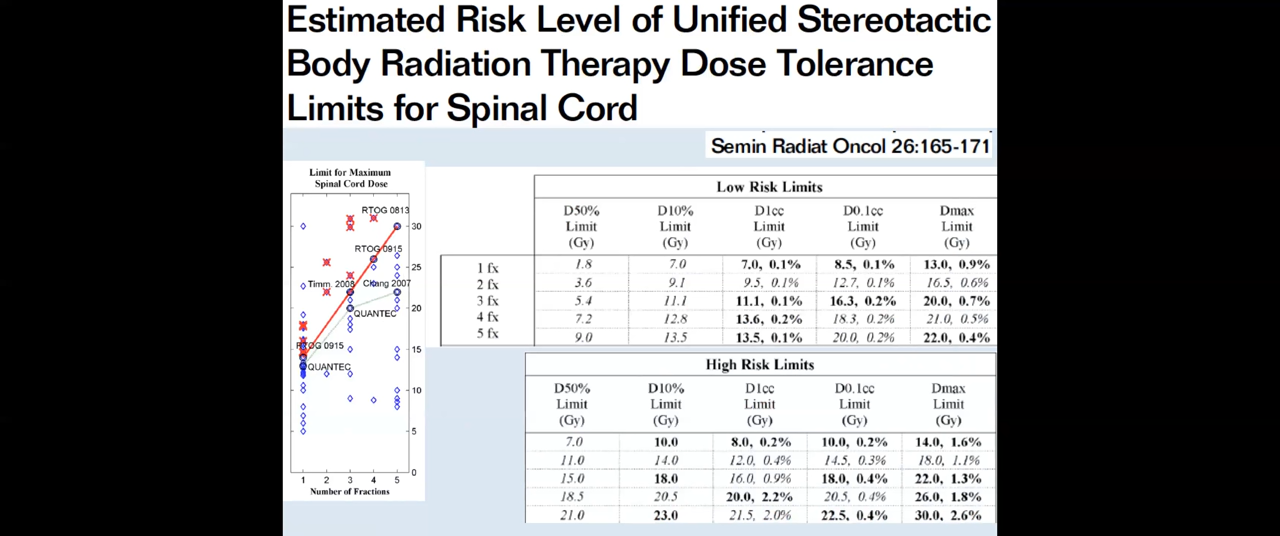 Estimated Risk Level of Unified Stereotactic
Body Radiation Therapy Dose Tolerance
Limits for Spinal Cord
Semin Radiat Oncol 26:165-171
Limit for Maximum
Spinal Cord Dose
RTOG 0813
30
RTOG 0915
25
Timm. 2008 Chang 2007
20
QUANTEC
RTOG 0915
15
QUANTEC
10
5
0
1 2 3 4 5
Number of Fractions
Low Risk Limits
D50% D10% D1cc D0.1cc Dmax
Limit Limit Limit Limit Limit
(Gy) (Gy) (Gy) (Gy) (Gy)
1 fx 1.8 7.0 7.0, 0.1% 8.5, 0.1% 13.0, 0.9%
2 fx 3.6 9.1 9.5, 0.1% 12.7, 0.1% 16.5, 0.6%
3 fx 5.4 11.1 11.1, 0.1% 16.3, 0.2% 20.0, 0.7%
4 fx 7.2 12.8 13.6, 0.2% 18.3, 0.2% 21.0, 0.5%
5 fx 9.0 13.5 13.5, 0.1% 20.0, 0.2% 22.0, 0.4%
High Risk Limits
D50% D10% D1cc D0.1cc Dmax
Limit Limit Limit Limit Limit
(Gy) (Gy) (Gy) (Gy) (Gy)
7.0 10.0 8.0, 0.2% 10.0, 0.2% 14.0, 1.6%
11.0 14.0 12.0, 0.4% 14.5, 0.3% 18.0, 1.1%
15.0 18.0 16.0, 0.9% 18.0, 0.4% 22.0, 1.3%
18.5 20.5 20.0, 2.2% 20.5, 0.4% 26.0, 1.8%
21.0 23.0 21.5, 2.0% 22.5, 0.4% 30.0, 2.6%